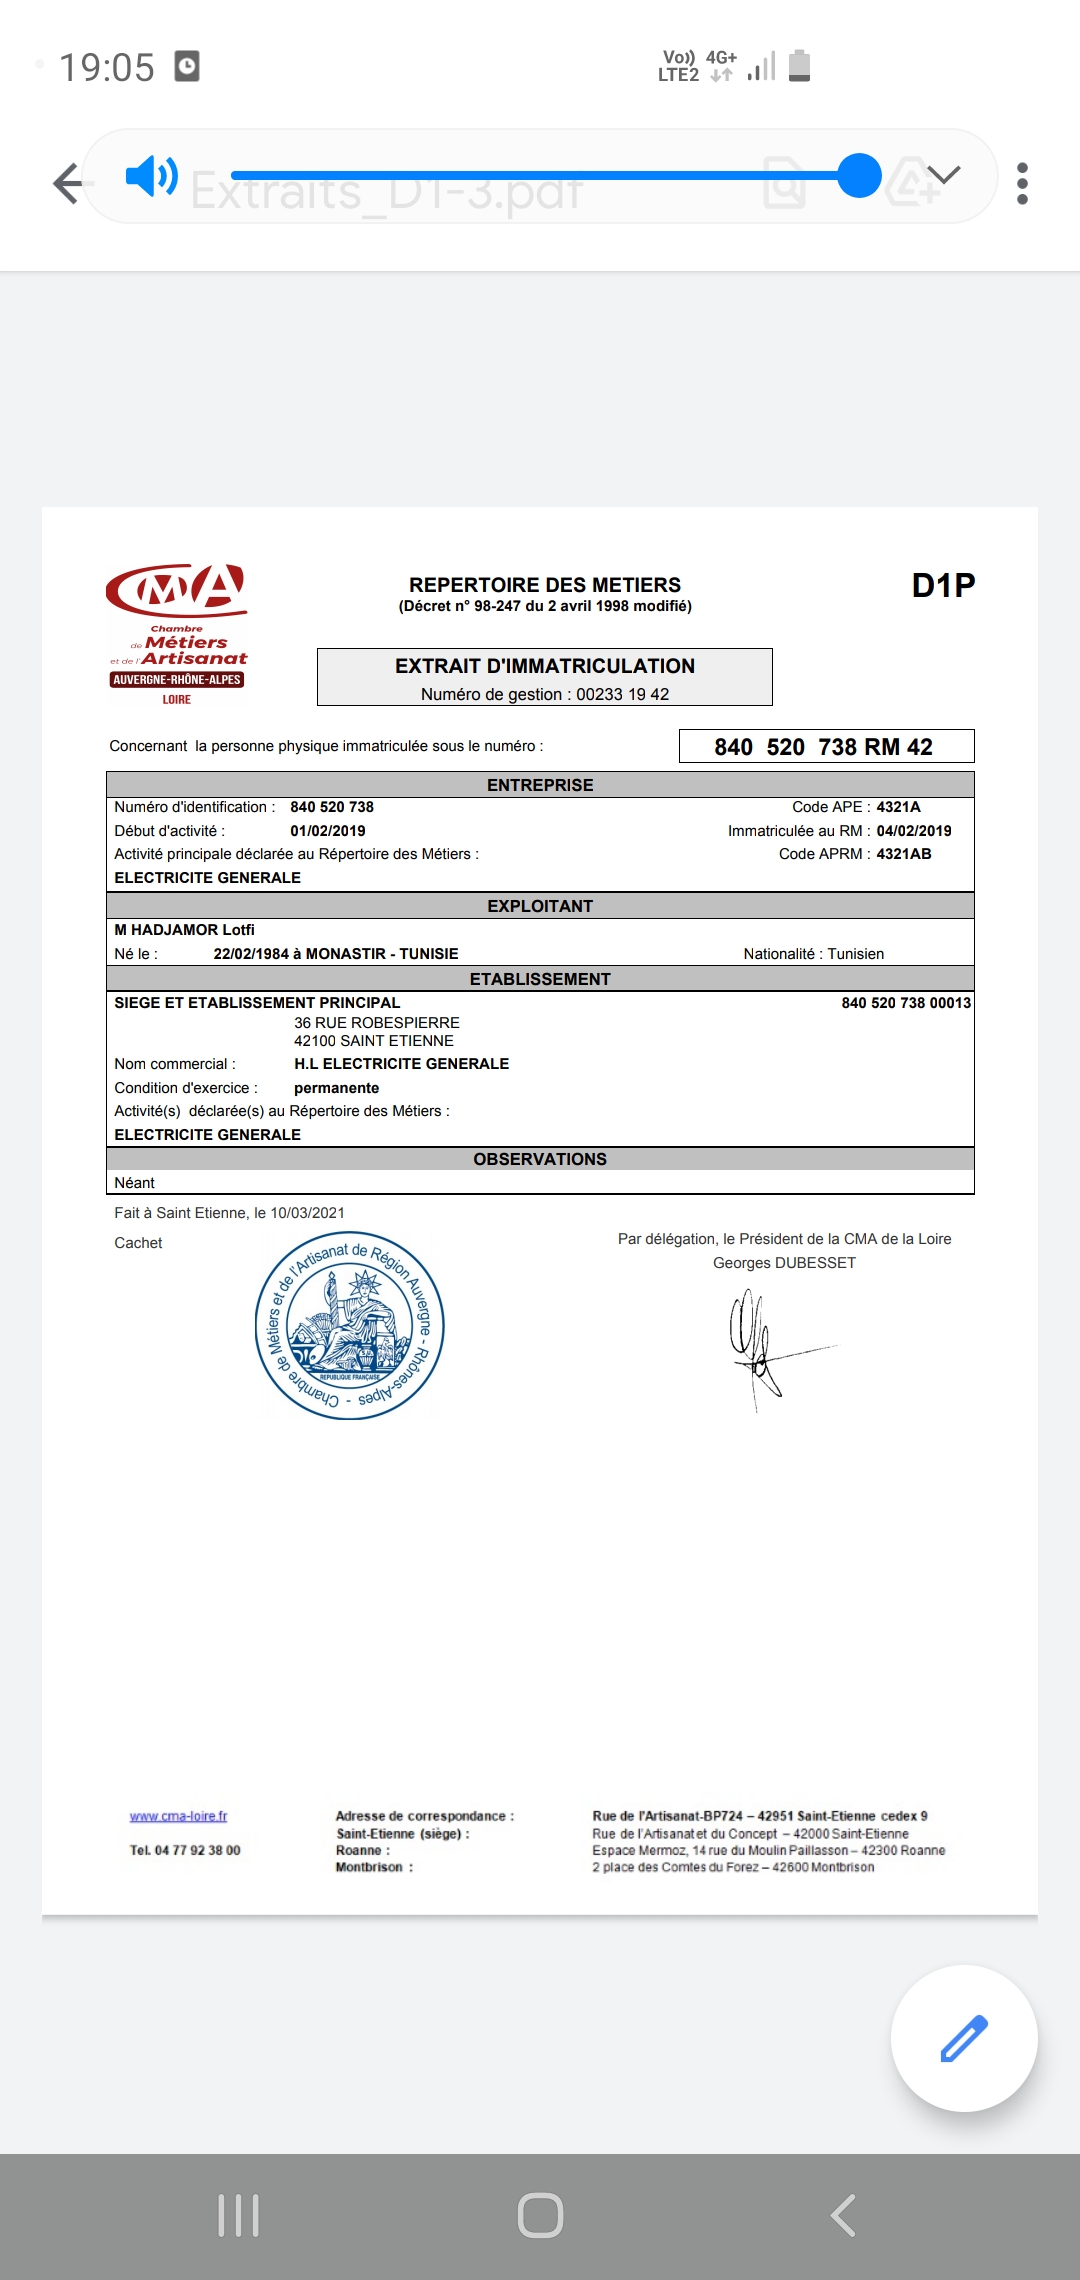 19:05
Vo)) 4G+
LTE2
Extraits_D1-3.pdf
CMA
Chambre
de Métiers
et de l'Artisanat
AUVERGNE-RHÔNE-ALPES
LOIRE
REPERTOIRE DES METIERS
(Décret n° 98-247 du 2 avril 1998 modifié)
D1P
EXTRAIT D'IMMATRICULATION
Numéro de gestion : 00233 19 42
Concernant la personne physique immatriculée sous le numéro :
840 520 738 RM 42
ENTREPRISE
Numéro d'identification : 840 520 738 Code APE : 4321A
Début d'activité : 01/02/2019 Immatriculée au RM : 04/02/2019
Activité principale déclarée au Répertoire des Métiers : Code APRM : 4321AB
ELECTRICITE GENERALE
EXPLOITANT
M HADJAMOR Lotfi
Né le : 22/02/1984 à MONASTIR - TUNISIE Nationalité : Tunisien
ETABLISSEMENT
SIEGE ET ETABLISSEMENT PRINCIPAL 840 520 738 00013
36 RUE ROBESPIERRE
42100 SAINT ETIENNE
Nom commercial : H.L ELECTRICITE GENERALE
Condition d'exercice : permanente
Activité(s) déclarée(s) au Répertoire des Métiers :
ELECTRICITE GENERALE
OBSERVATIONS
Néant
Fait à Saint Etienne, le 10/03/2021
Cachet
Chambre de Métiers et de l'Artisanat de Région Auvergne - Rhônes-Alpes -
REPUBLIQUE FRANÇAISE
Par délégation, le Président de la CMA de la Loire
Georges DUBESSET
www.cma-loire.fr
Tel. 04 77 92 38 00
Adresse de correspondance : Rue de l'Artisanat-BP724 – 42951 Saint-Etienne cedex 9
Saint-Etienne (siège) : Rue de l'Artisanat et du Concept – 42000 Saint-Etienne
Roanne : Espace Mermoz, 14 rue du Moulin Paillasson – 42300 Roanne
Montbrison : 2 place des Comtes du Forez – 42600 Montbrison